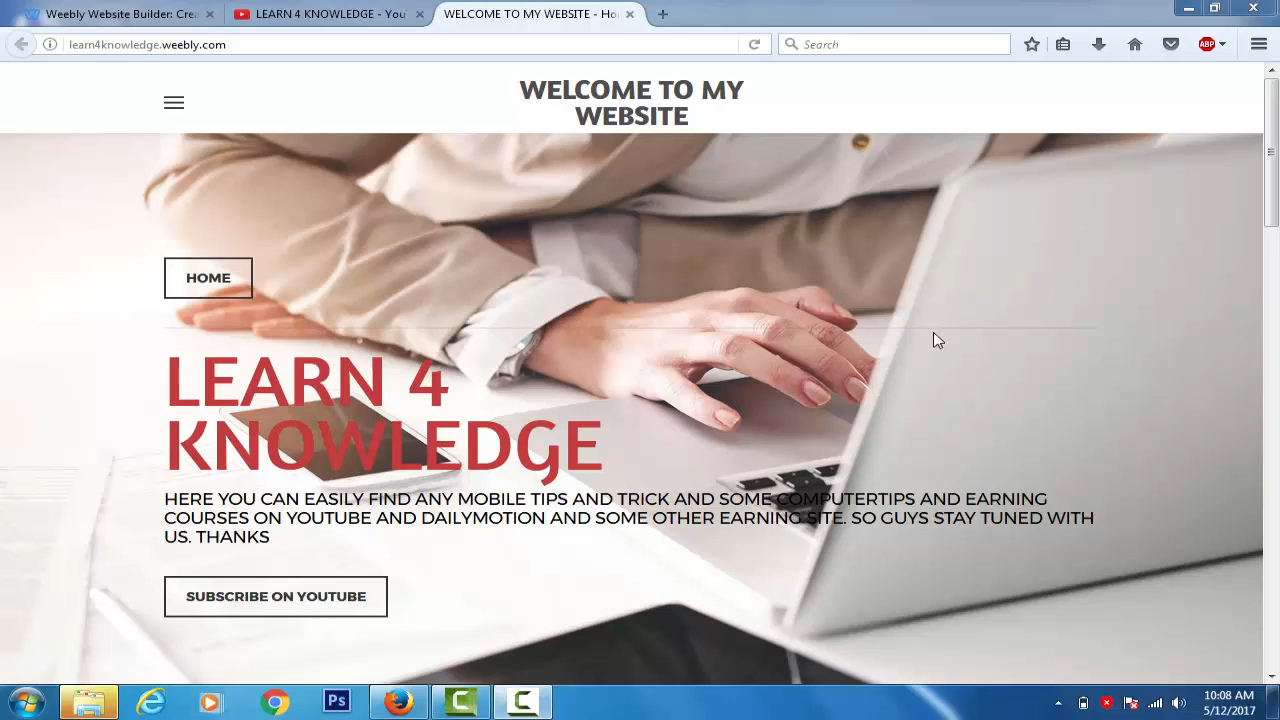 Weebly Website Builder: Crea
LEARN 4 KNOWLEDGE - You
WELCOME TO MY WEBSITE - Ho
learn4knowledge.weebly.com
Search
ABP
WELCOME TO MY
WEBSITE
HOME
LEARN 4
KNOWLEDGE
HERE YOU CAN EASILY FIND ANY MOBILE TIPS AND TRICK AND SOME COMPUTERTIPS AND EARNING
COURSES ON YOUTUBE AND DAILYMOTION AND SOME OTHER EARNING SITE. SO GUYS STAY TUNED WITH
US. THANKS
SUBSCRIBE ON YOUTUBE
Ps
10:08 AM
5/12/2017